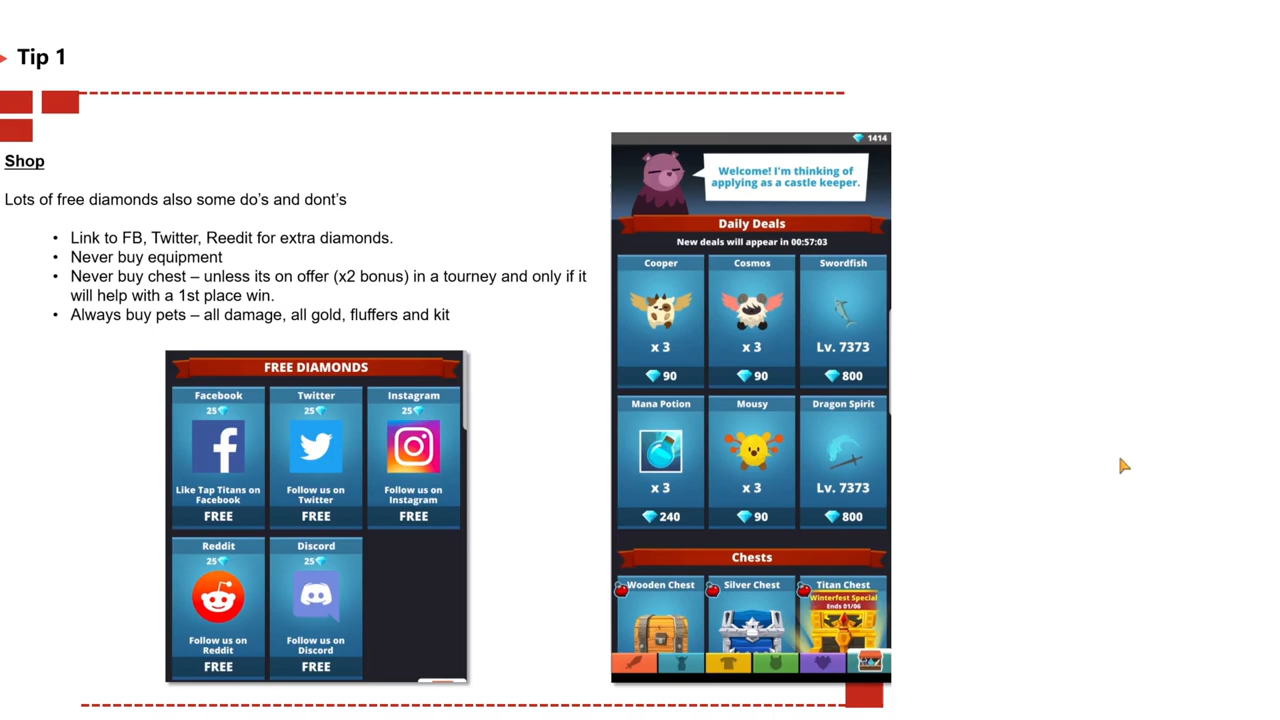 Tip 1
Shop
Lots of free diamonds also some do's and dont's
• Link to FB, Twitter, Reedit for extra diamonds.
• Never buy equipment
• Never buy chest – unless its on offer (x2 bonus) in a tourney and only if it
will help with a 1st place win.
• Always buy pets – all damage, all gold, fluffers and kit
FREE DIAMONDS
Facebook Twitter Instagram
25 25 25
Like Tap Titans on Follow us on Follow us on
Facebook Twitter Instagram
FREE FREE FREE
Reddit Discord
25 25
Follow us on Follow us on
Reddit Discord
FREE FREE
1414
Welcome! I'm thinking of
applying as a castle keeper.
Daily Deals
New deals will appear in 00:57:03
Cooper Cosmos Swordfish
x 3 x 3 Lv. 7373
90 90 800
Mana Potion Mousy Dragon Spirit
x 3 x 3 Lv. 7373
240 90 800
Chests
Wooden Chest Silver Chest Titan Chest
Winterfest Special
Ends 01/06